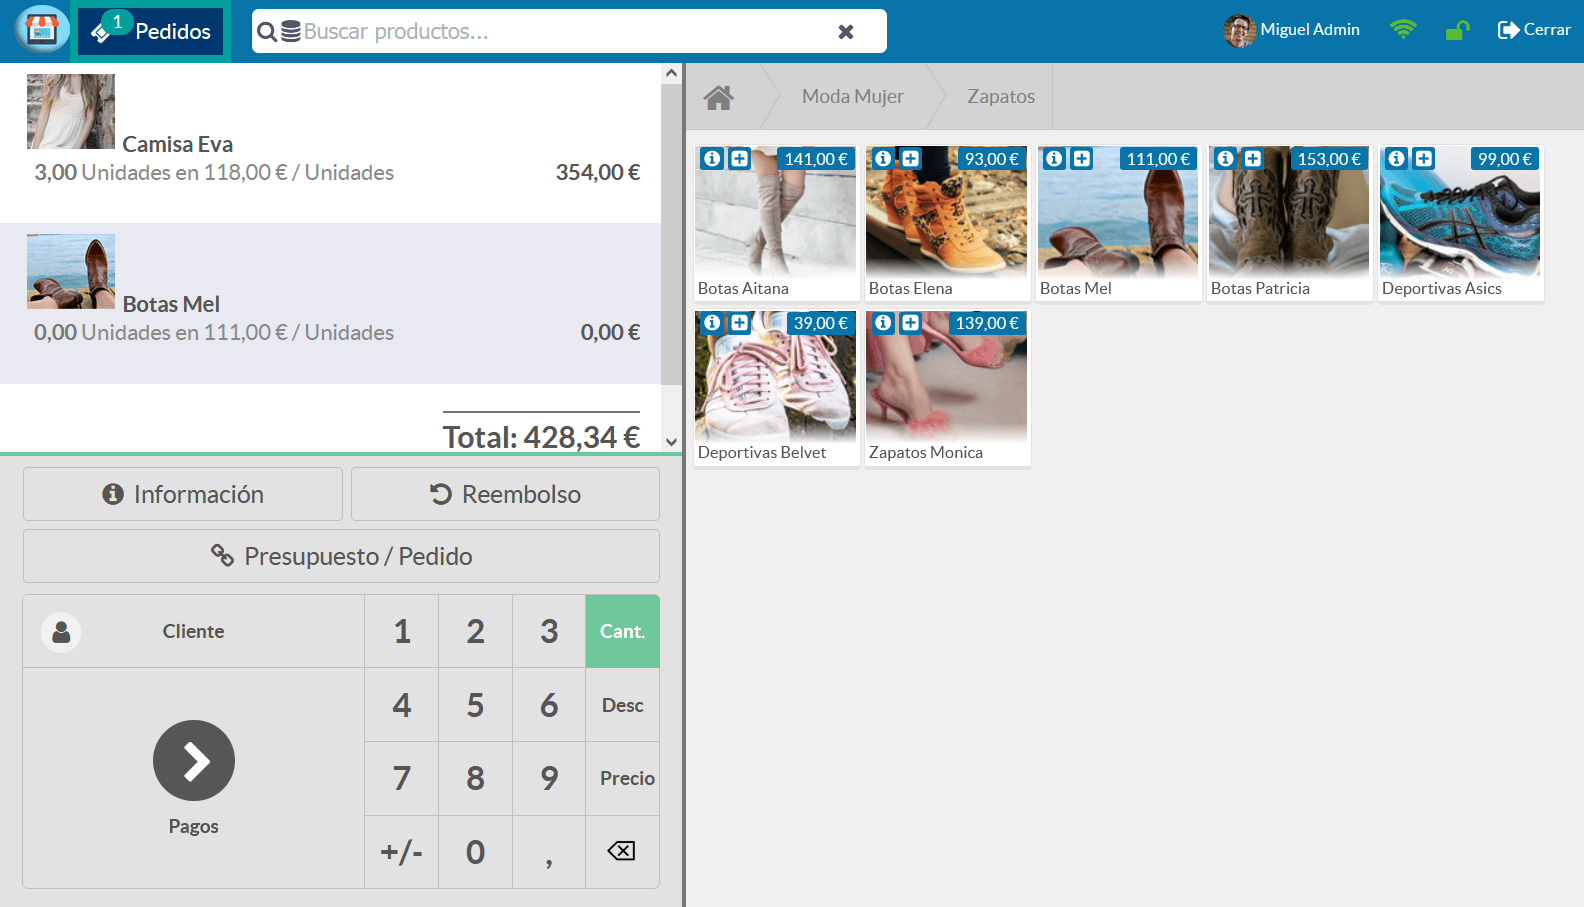 1
Pedidos
Buscar productos...
Miguel Admin
Cerrar
Camisa Eva
3,00 Unidades en 118,00 € / Unidades
354,00 €
Botas Mel
0,00 Unidades en 111,00 € / Unidades
0,00 €
Total: 428,34 €
Información
Reembolso
Presupuesto / Pedido
Cliente
1
2
3
Cant.
4
5
6
Desc
7
8
9
Precio
Pagos
+/-
0
,
Moda Mujer
Zapatos
141,00 €
Botas Aitana
93,00 €
Botas Elena
111,00 €
Botas Mel
153,00 €
Botas Patricia
99,00 €
Deportivas Asics
39,00 €
Deportivas Belvet
139,00 €
Zapatos Monica